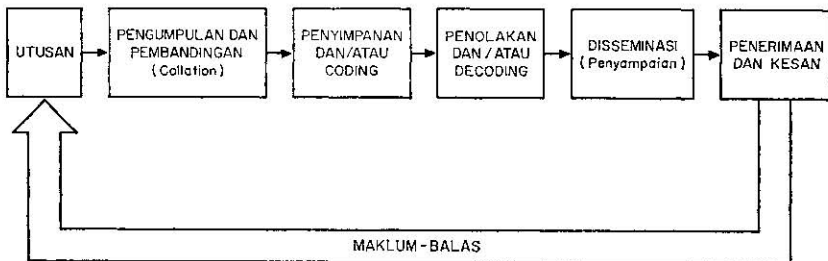 UTUSAN
PENGUMPULAN DAN
PEMBANDINGAN
(Collation)
PENYIMPANAN
DAN/ATAU
CODING
PENOLAKAN
DAN / ATAU
DECODING
DISSEMINASI
(Penyampaian)
PENERIMAAN
DAN KESAN
MAKLUM-BALAS